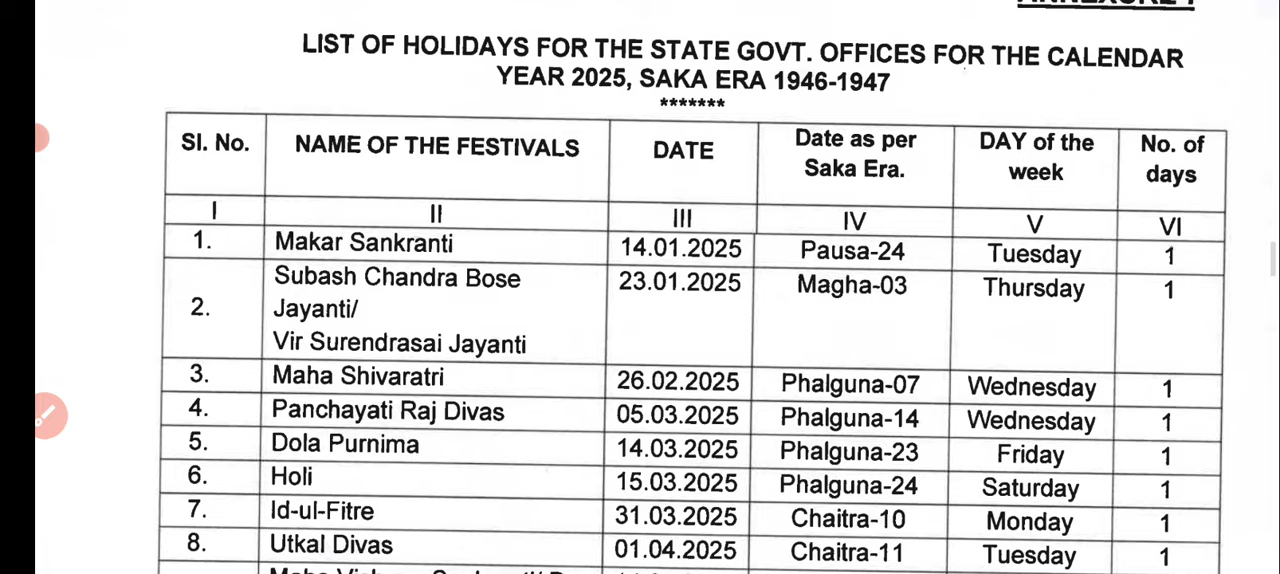 LIST OF HOLIDAYS FOR THE STATE GOVT. OFFICES FOR THE CALENDAR
YEAR 2025, SAKA ERA 1946-1947
*******
SI. No. NAME OF THE FESTIVALS DATE Date as per Saka Era. DAY of the week No. of days
I II III IV V VI
1. Makar Sankranti 14.01.2025 Pausa-24 Tuesday 1
2. Subash Chandra Bose 23.01.2025 Magha-03 Thursday 1
Jayanti/
Vir Surendrasai Jayanti
3. Maha Shivaratri 26.02.2025 Phalguna-07 Wednesday 1
4. Panchayati Raj Divas 05.03.2025 Phalguna-14 Wednesday 1
5. Dola Purnima 14.03.2025 Phalguna-23 Friday 1
6. Holi 15.03.2025 Phalguna-24 Saturday 1
7. Id-ul-Fitre 31.03.2025 Chaitra-10 Monday 1
8. Utkal Divas 01.04.2025 Chaitra-11 Tuesday 1